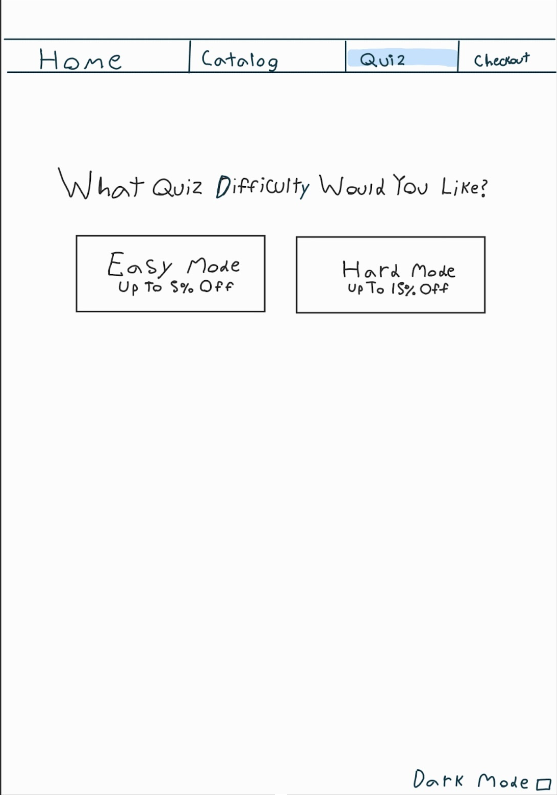 Home Catalog Quiz Checkout
What Quiz Difficulty Would You Like?
Easy Mode
Up To 5% Off
Hard Mode
Up To 15% Off
Dark Mode